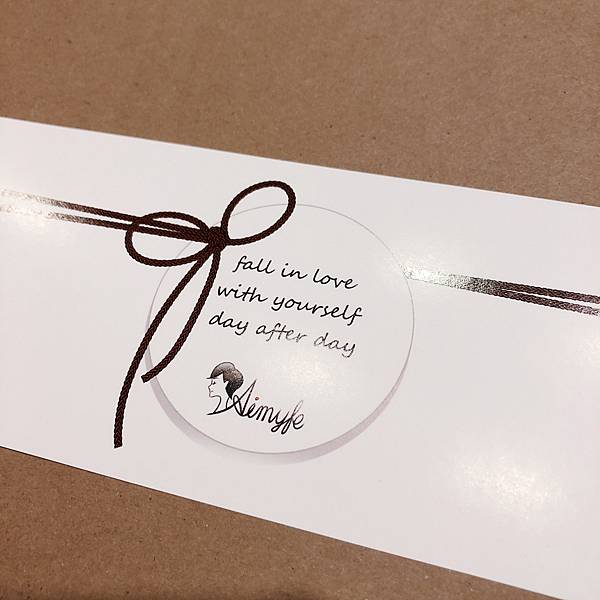 fall in love
with yourself
day after day
Aimyfe